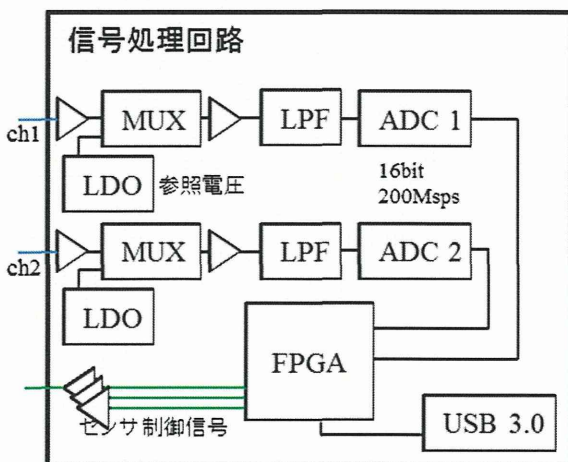 信号処理回路
ch1
MUX
LPF
ADC 1
LDO
参照電圧
16bit
200Msps
ch2
MUX
LPF
ADC 2
LDO
FPGA
センサ制御信号
USB 3.0